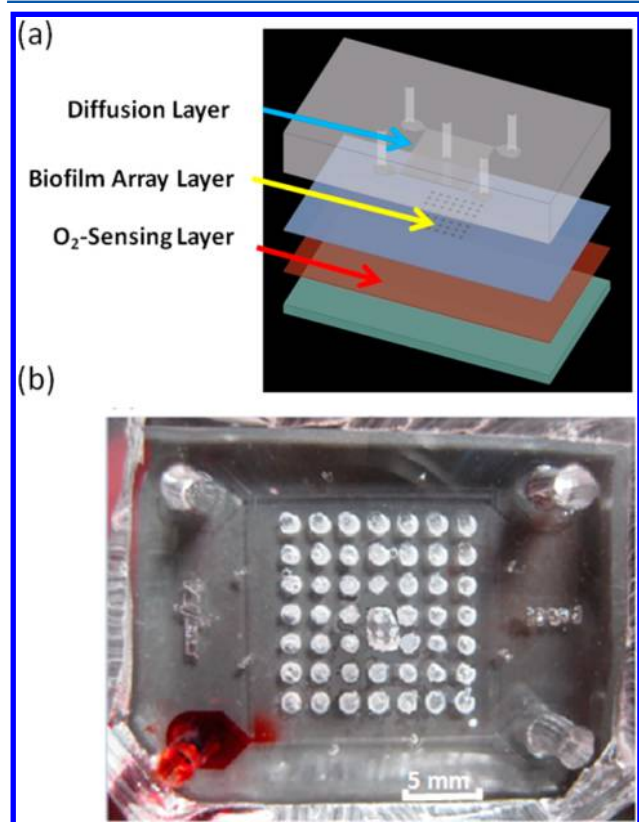 (a)
Diffusion Layer
Biofilm Array Layer
O₂-Sensing Layer
(b)
5 mm